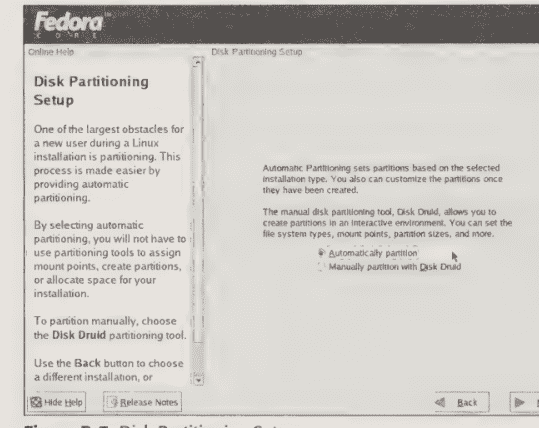 Fedora
CORE
Online Help
Disk Partitioning Setup
Disk Partitioning
Setup
One of the largest obstacles for
a new user during a Linux
installation is partitioning. This
process is made easier by
providing automatic
partitioning.
By selecting automatic
partitioning, you will not have to
use partitioning tools to assign
mount points, create partitions,
or allocate space for your
installation.
To partition manually, choose
the Disk Druid partitioning tool.
Use the Back button to choose
a different installation, or
Automatic Partitioning sets partitions based on the selected
installation type. You also can customize the partitions once
they have been created.
The manual disk partitioning tool, Disk Druid, allows you to
create partitions in an interactive environment. You can set the
file system types, mount points, partition sizes, and more.
Automatically partition
Manually partition with Disk Druid
Hide Help
Release Notes
Back